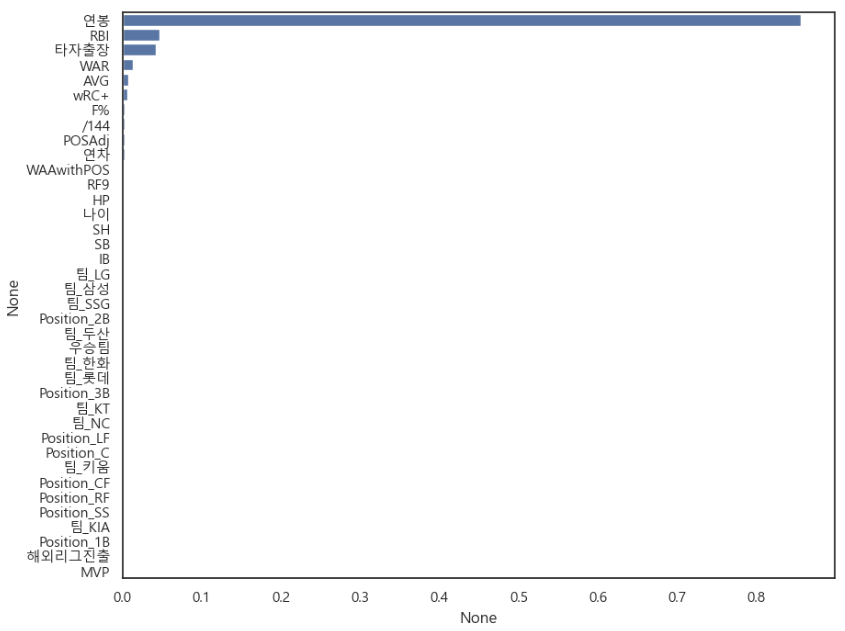 연봉
RBI
타자출장
WAR
AVG
wRC+
F%
/144
POSAdj
연차
WAAwithPOS
RF9
HP
나이
SH
SB
IB
팀_LG
팀_삼성
팀_SSG
Position_2B
팀_두산
우승팀
팀_한화
팀_롯데
Position_3B
팀_KT
팀_NC
Position_LF
Position_C
팀_키움
Position_CF
Position_RF
Position_SS
팀_KIA
Position_1B
해외리그진출
MVP
None
0.0 0.1 0.2 0.3 0.4 0.5 0.6 0.7 0.8
None